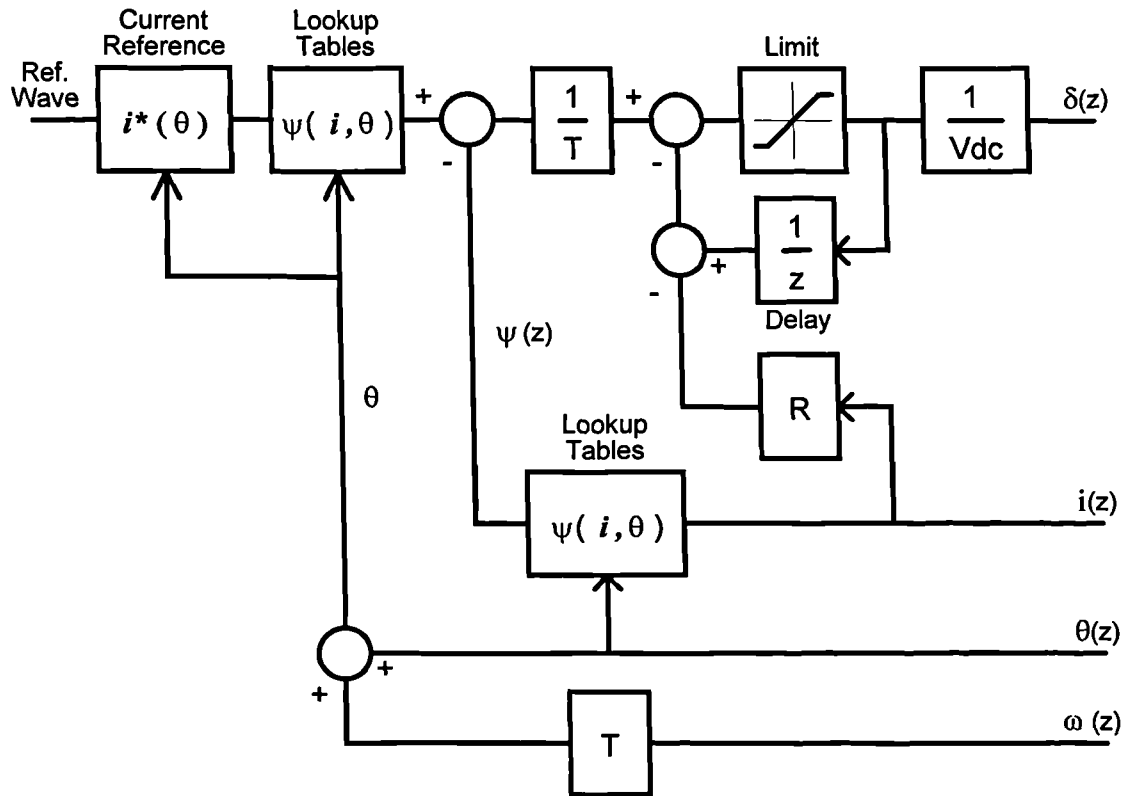 Current
Reference
Lookup
Tables
Limit
Ref.
Wave
i*(θ)
ψ( i,θ)
+
-
1
T
+
-
1
Vdc
δ(z)
1
z
+
-
Delay
ψ(z)
θ
R
Lookup
Tables
ψ( i,θ)
i(z)
θ(z)
+
+
T
ω (z)